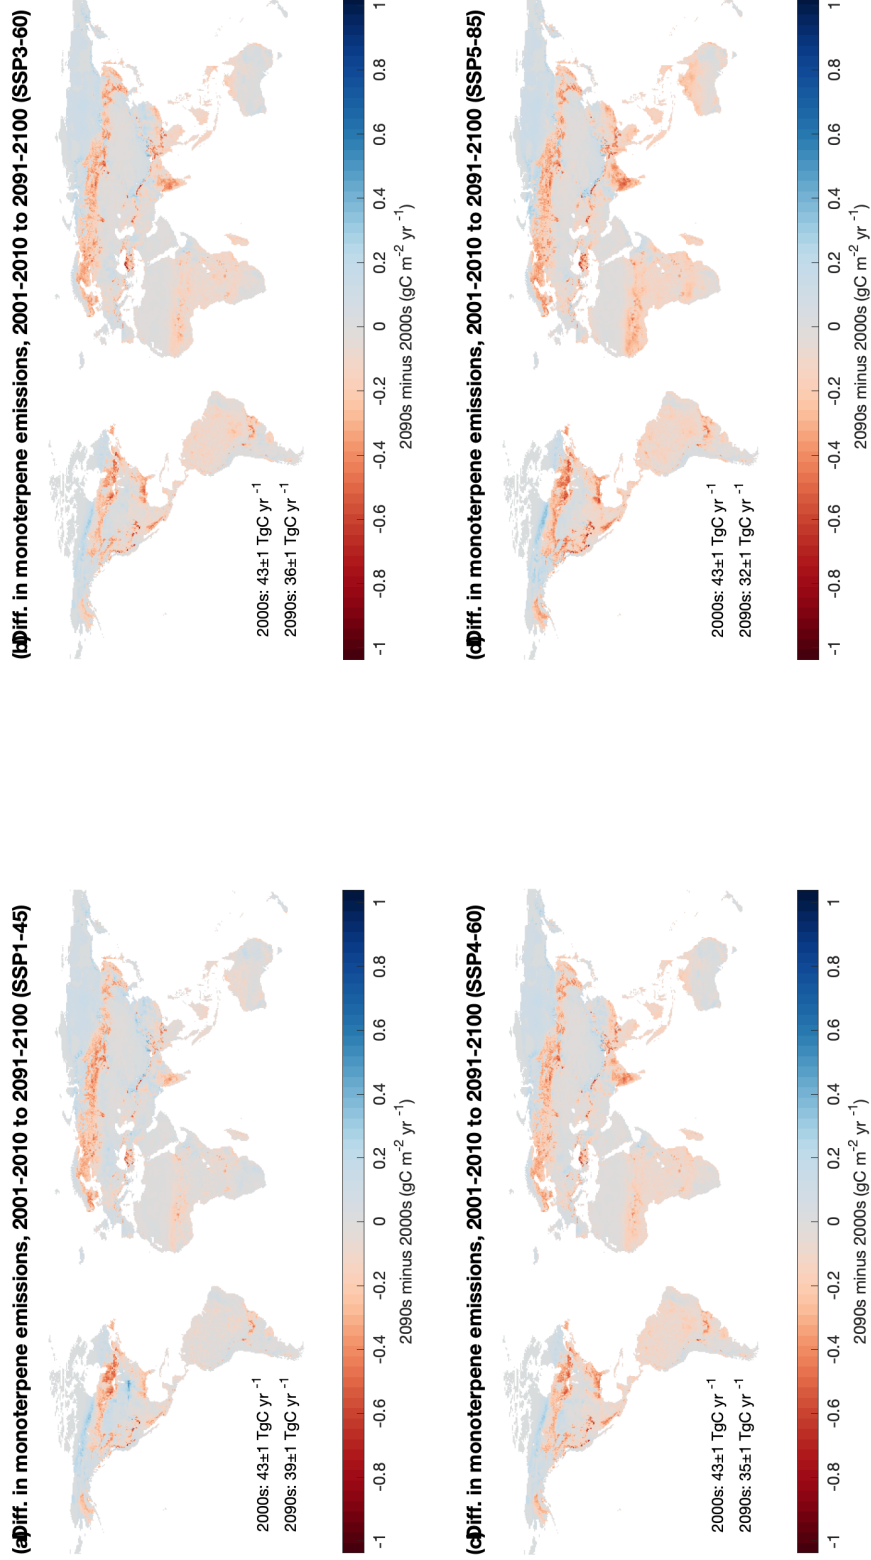 (a) Diff. in monoterpene emissions, 2001-2010 to 2091-2100 (SSP1-45)
2000s: 43±1 TgC yr⁻¹
2090s: 39±1 TgC yr⁻¹
-1 -0.8 -0.6 -0.4 -0.2 0 0.2 0.4 0.6 0.8 1
2090s minus 2000s (gC m⁻² yr⁻¹)
(b) Diff. in monoterpene emissions, 2001-2010 to 2091-2100 (SSP3-60)
2000s: 43±1 TgC yr⁻¹
2090s: 36±1 TgC yr⁻¹
-1 -0.8 -0.6 -0.4 -0.2 0 0.2 0.4 0.6 0.8 1
2090s minus 2000s (gC m⁻² yr⁻¹)
(c) Diff. in monoterpene emissions, 2001-2010 to 2091-2100 (SSP4-60)
2000s: 43±1 TgC yr⁻¹
2090s: 35±1 TgC yr⁻¹
-1 -0.8 -0.6 -0.4 -0.2 0 0.2 0.4 0.6 0.8 1
2090s minus 2000s (gC m⁻² yr⁻¹)
(d) Diff. in monoterpene emissions, 2001-2010 to 2091-2100 (SSP5-85)
2000s: 43±1 TgC yr⁻¹
2090s: 32±1 TgC yr⁻¹
-1 -0.8 -0.6 -0.4 -0.2 0 0.2 0.4 0.6 0.8 1
2090s minus 2000s (gC m⁻² yr⁻¹)